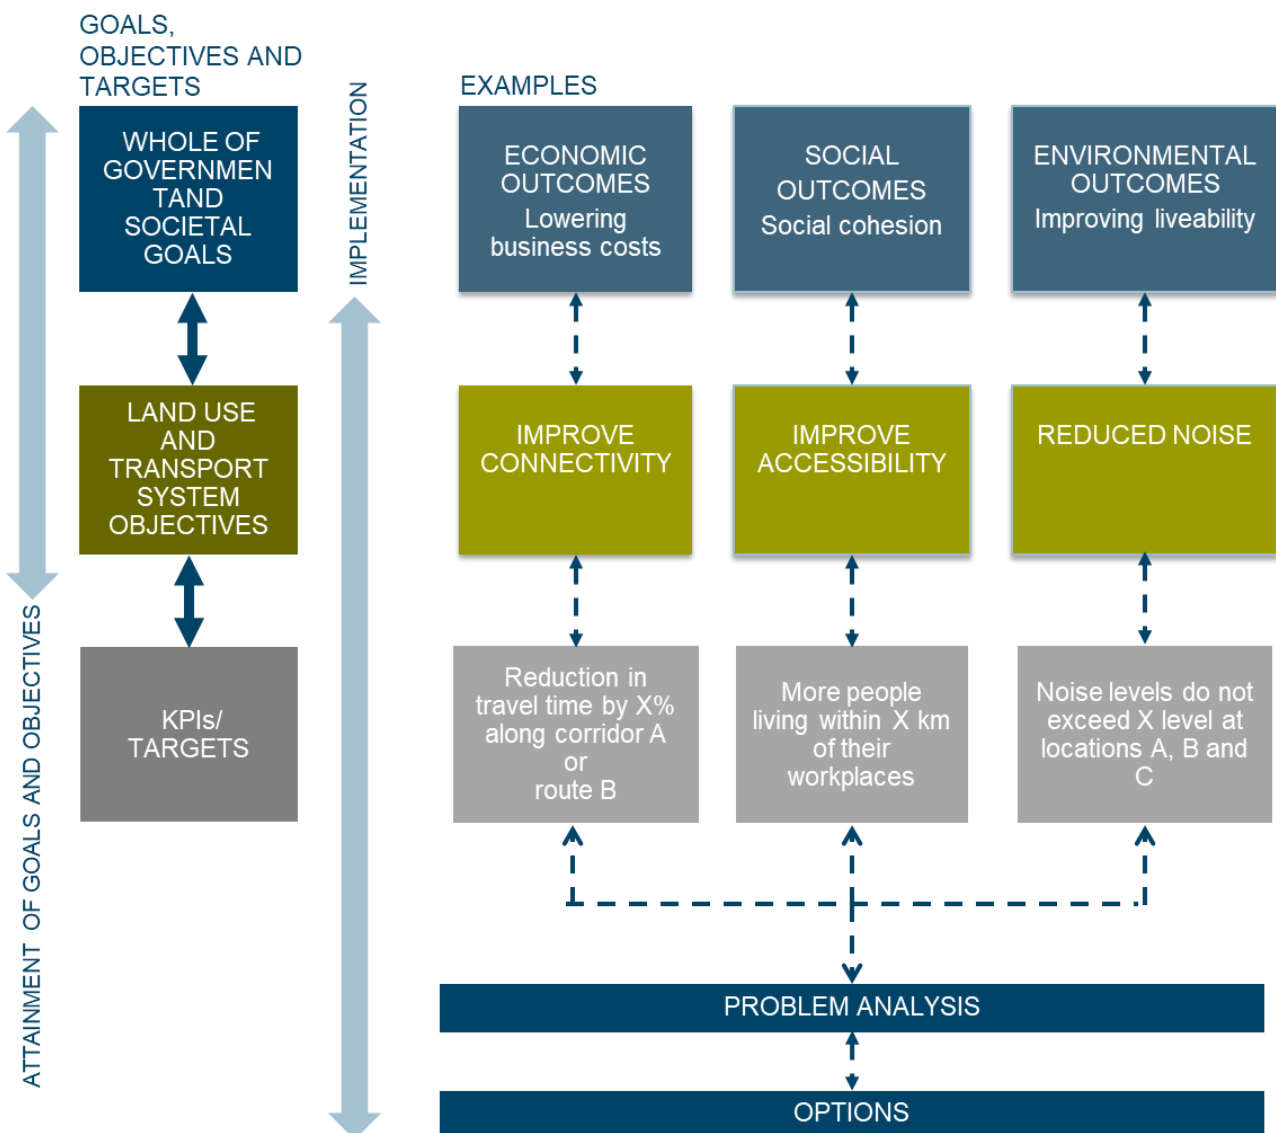 GOALS,
OBJECTIVES AND
TARGETS
WHOLE OF
GOVERNMEN
TAND
SOCIETAL
GOALS
LAND USE
AND
TRANSPORT
SYSTEM
OBJECTIVES
KPIs/
TARGETS
ATTAINMENT OF GOALS AND OBJECTIVES
IMPLEMENTATION
EXAMPLES
ECONOMIC
OUTCOMES
Lowering
business costs
SOCIAL
OUTCOMES
Social cohesion
ENVIRONMENTAL
OUTCOMES
Improving liveability
IMPROVE
CONNECTIVITY
IMPROVE
ACCESSIBILITY
REDUCED NOISE
Reduction in
travel time by X%
along corridor A
or
route B
More people
living within X km
of their
workplaces
Noise levels do not
exceed X level at
locations A, B and
C
PROBLEM ANALYSIS
OPTIONS